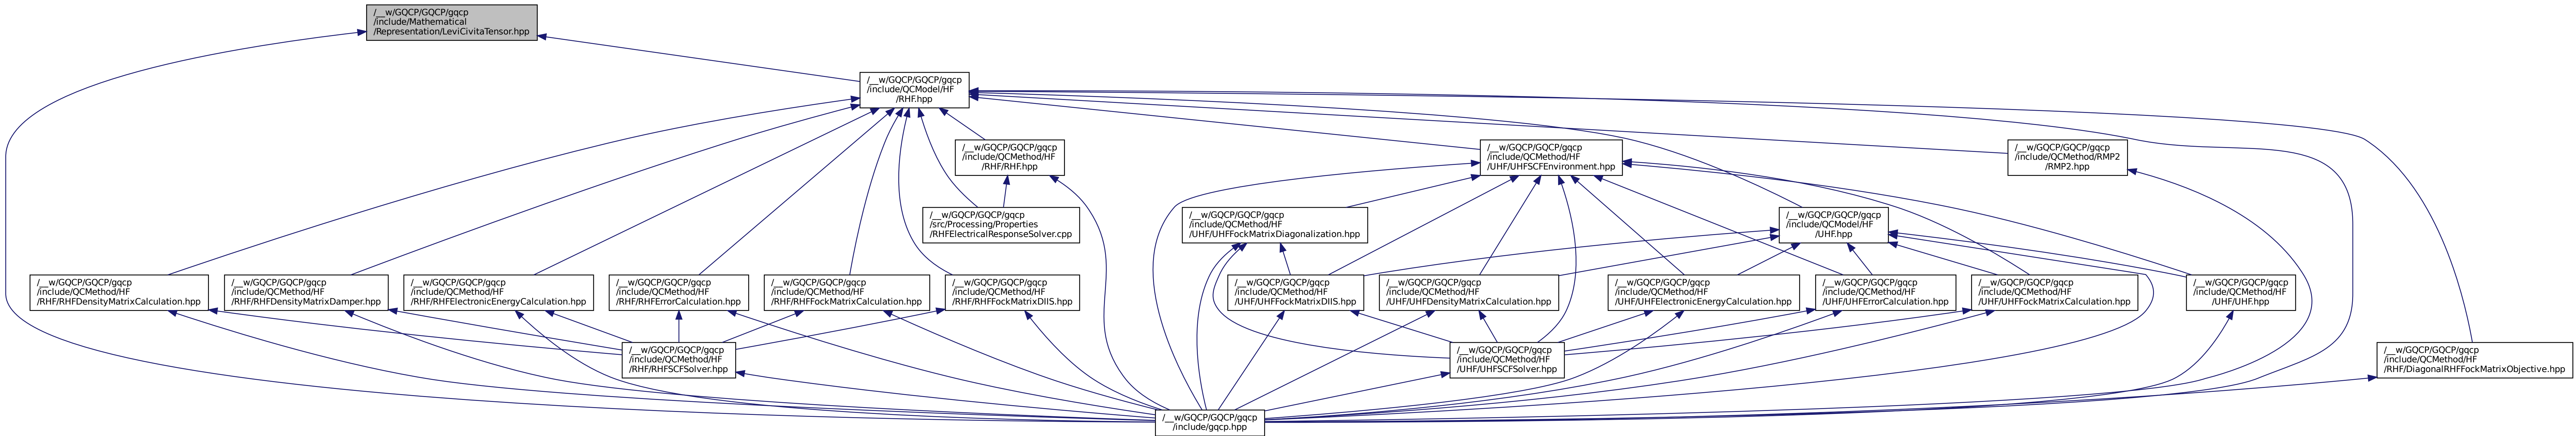 /__w/GQCP/GQCP/gqcp
/include/Mathematical
/Representation/LeviCivitaTensor.hpp
/__w/GQCP/GQCP/gqcp
/include/QCModel/HF
/RHF.hpp
/__w/GQCP/GQCP/gqcp
/include/QCMethod/HF
/RHF/RHF.hpp
/__w/GQCP/GQCP/gqcp
/include/QCMethod/HF
/UHF/UHFSCFEnvironment.hpp
/__w/GQCP/GQCP/gqcp
/include/QCMethod/RMP2
/RMP2.hpp
/__w/GQCP/GQCP/gqcp
/src/Processing/Properties
/RHFElectricalResponseSolver.cpp
/__w/GQCP/GQCP/gqcp
/include/QCMethod/HF
/UHF/UHFFockMatrixDiagonalization.hpp
/__w/GQCP/GQCP/gqcp
/include/QCModel/HF
/UHF.hpp
/__w/GQCP/GQCP/gqcp
/include/QCMethod/HF
/RHF/RHFDensityMatrixCalculation.hpp
/__w/GQCP/GQCP/gqcp
/include/QCMethod/HF
/RHF/RHFDensityMatrixDamper.hpp
/__w/GQCP/GQCP/gqcp
/include/QCMethod/HF
/RHF/RHFElectronicEnergyCalculation.hpp
/__w/GQCP/GQCP/gqcp
/include/QCMethod/HF
/RHF/RHFErrorCalculation.hpp
/__w/GQCP/GQCP/gqcp
/include/QCMethod/HF
/RHF/RHFFockMatrixCalculation.hpp
/__w/GQCP/GQCP/gqcp
/include/QCMethod/HF
/RHF/RHFFockMatrixDIIS.hpp
/__w/GQCP/GQCP/gqcp
/include/QCMethod/HF
/UHF/UHFFockMatrixDIIS.hpp
/__w/GQCP/GQCP/gqcp
/include/QCMethod/HF
/UHF/UHFDensityMatrixCalculation.hpp
/__w/GQCP/GQCP/gqcp
/include/QCMethod/HF
/UHF/UHFElectronicEnergyCalculation.hpp
/__w/GQCP/GQCP/gqcp
/include/QCMethod/HF
/UHF/UHFErrorCalculation.hpp
/__w/GQCP/GQCP/gqcp
/include/QCMethod/HF
/UHF/UHFFockMatrixCalculation.hpp
/__w/GQCP/GQCP/gqcp
/include/QCMethod/HF
/UHF/UHF.hpp
/__w/GQCP/GQCP/gqcp
/include/QCMethod/HF
/RHF/RHFSCFSolver.hpp
/__w/GQCP/GQCP/gqcp
/include/QCMethod/HF
/UHF/UHFSCFSolver.hpp
/__w/GQCP/GQCP/gqcp
/include/QCMethod/HF
/RHF/DiagonalRHFFockMatrixObjective.hpp
/__w/GQCP/GQCP/gqcp
/include/gqcp.hpp